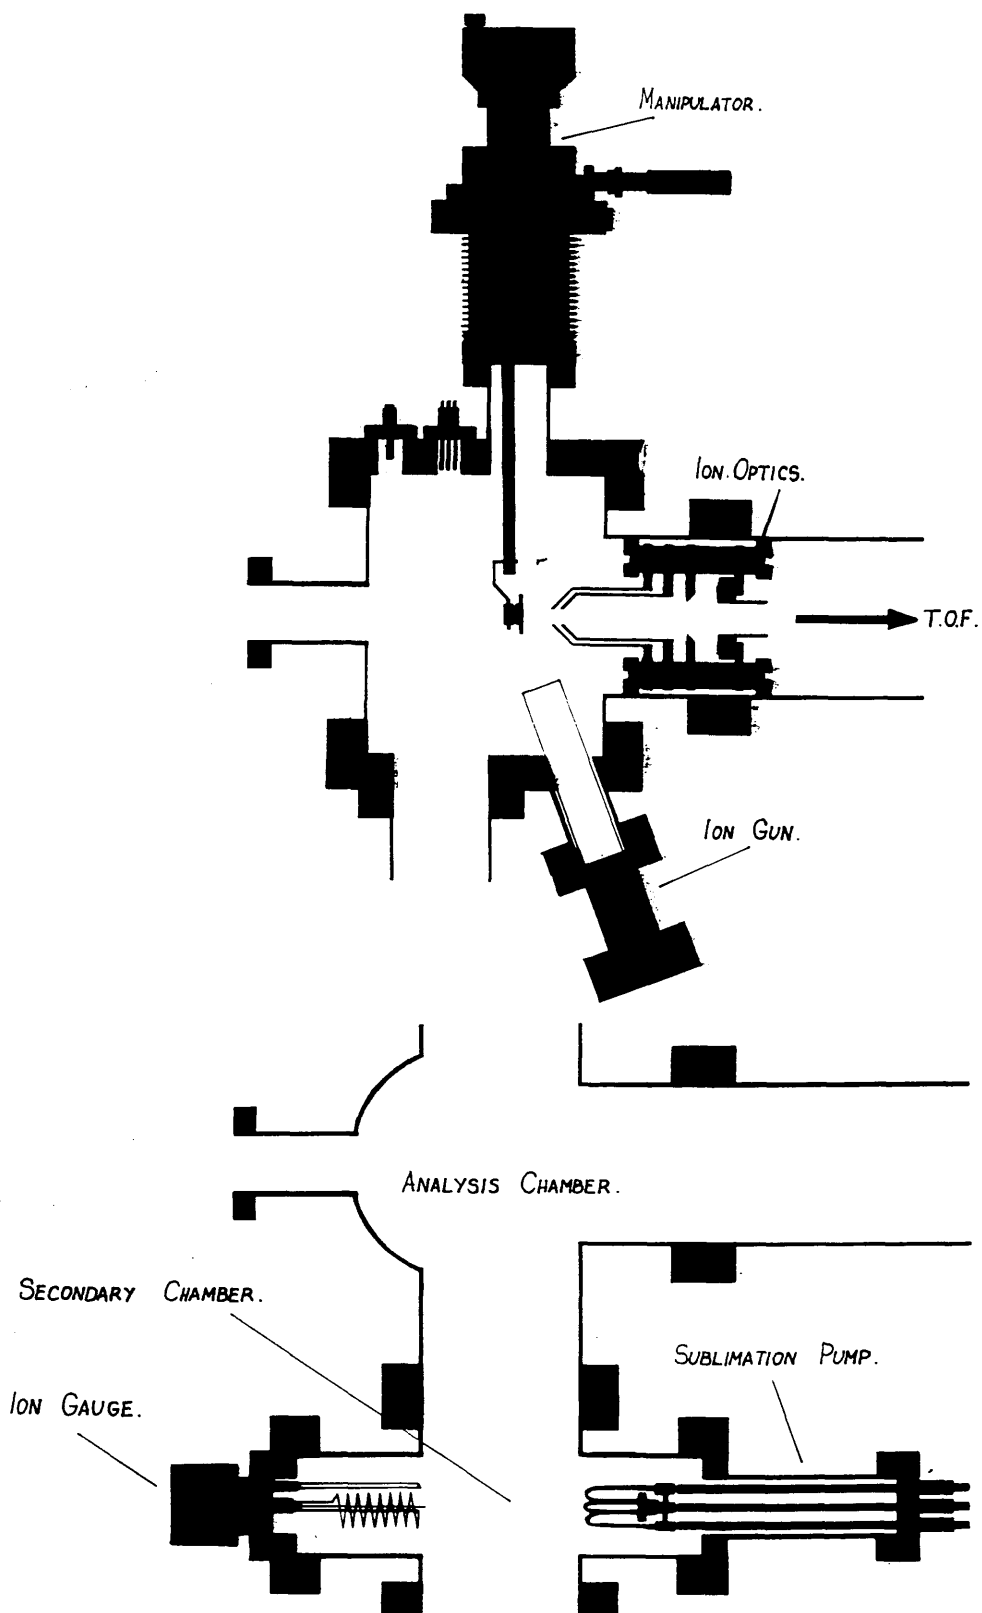 MANIPULATOR.
ION OPTICS.
T.O.F.
ION GUN.
ANALYSIS CHAMBER.
SECONDARY CHAMBER.
SUBLIMATION PUMP.
ION GAUGE.